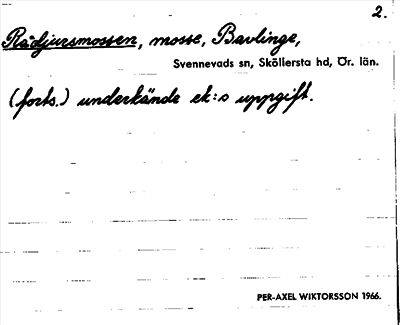 2.
Rådjursmossen, mosse, Bavlinge,
Svennevads sn, Sköllersta hd, Ör. län.
(forts.) underkände ek:s uppgift.
PER-AXEL WIKTORSSON 1966.